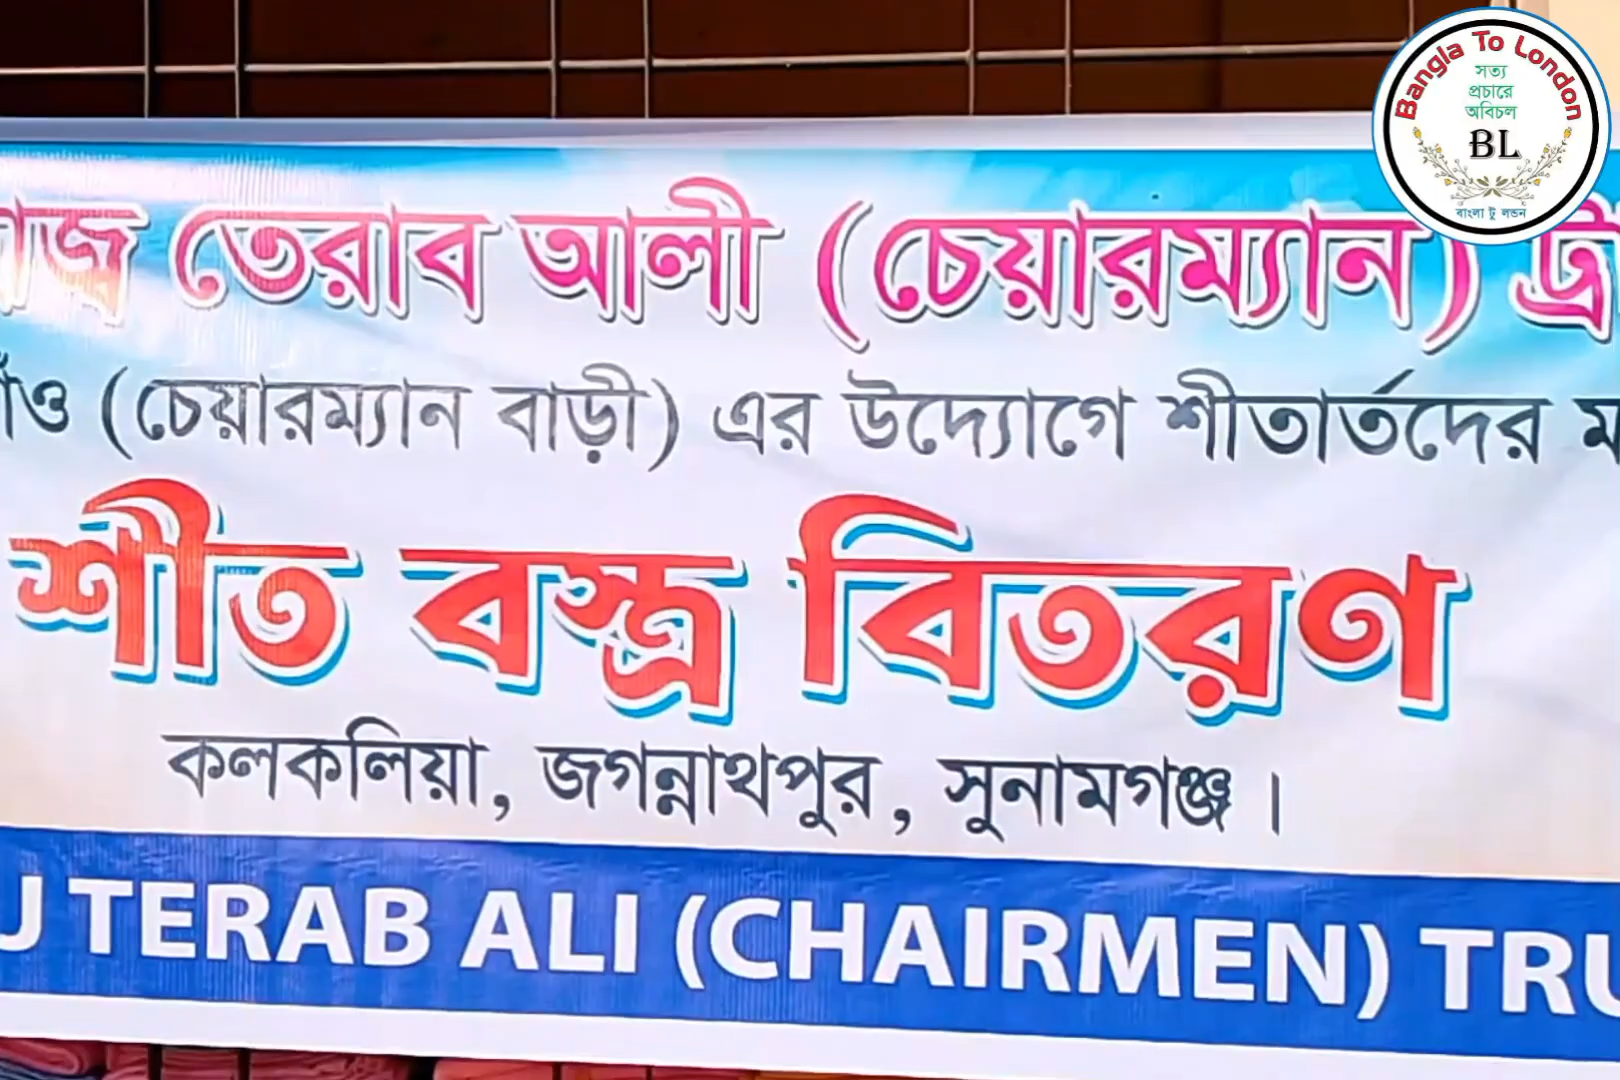 Bangla To London
সত্য
প্রচারে
অবিচল
BL
বাংলা টু লন্ডন
তেরাব আলী (চেয়ারম্যান)
(চেয়ারম্যান বাড়ী) এর উদ্যোগে শীতার্তদের
শীত বস্ত্র বিতরণ
কলকলিয়া, জগন্নাথপুর, সুনামগঞ্জ।
TERAB ALI (CHAIRMEN)